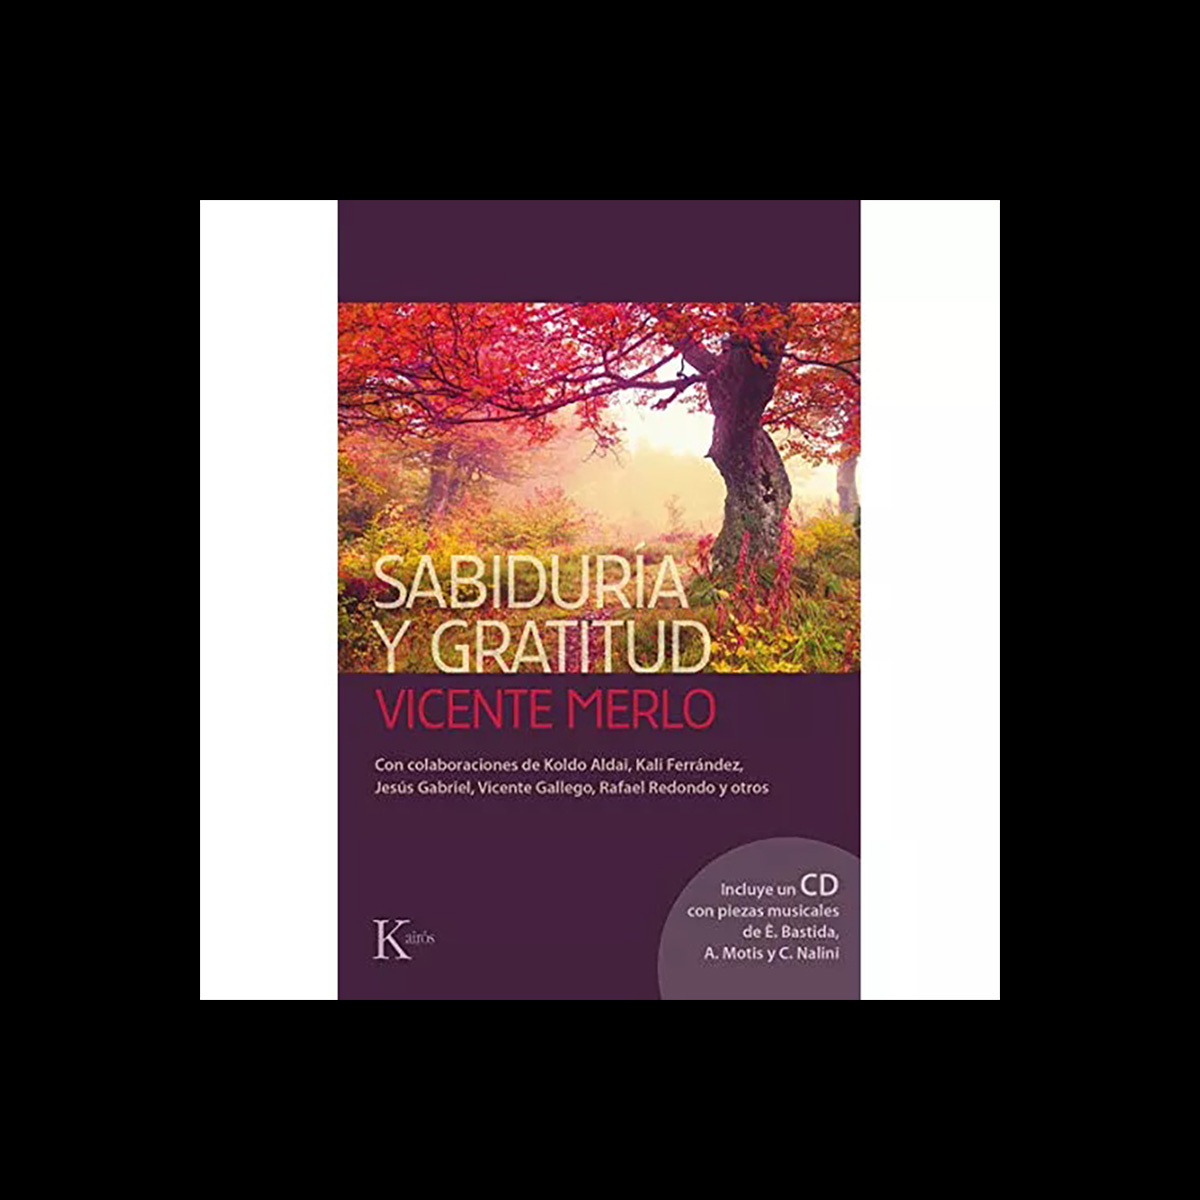 SABIDURÍA
Y GRATITUD
VICENTE MERLO
Con colaboraciones de Koldo Aldai, Kali Ferrández,
Jesús Gabriel, Vicente Gallego, Rafael Redondo y otros
Incluye un CD
con piezas musicales
de È. Bastida,
A. Motis y C. Nalini
Kairós